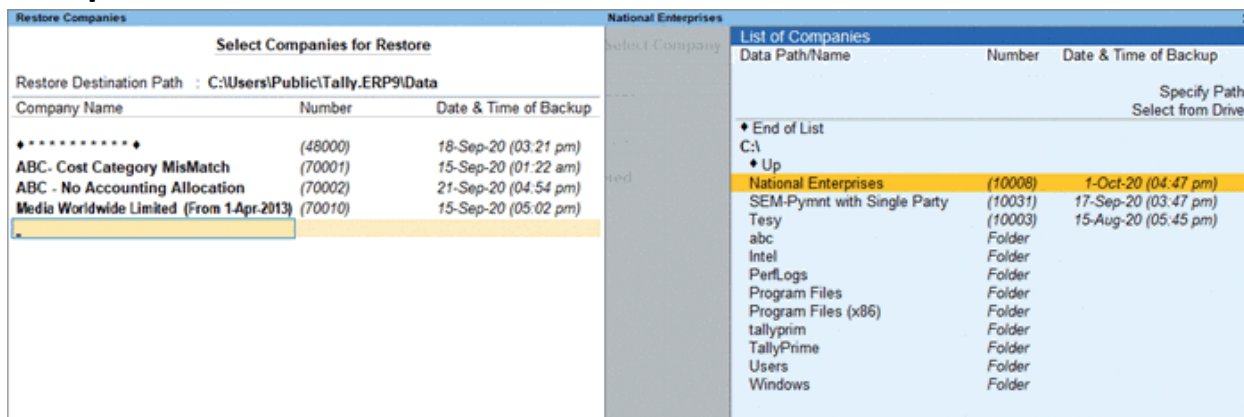 Restore Companies
Select Companies for Restore
Restore Destination Path : C:\Users\Public\Tally.ERP9\Data
Company Name Number Date & Time of Backup
♦ * * * * * * * * * * * ♦ (48000) 18-Sep-20 (03:21 pm)
ABC- Cost Category MisMatch (70001) 15-Sep-20 (01:22 am)
ABC - No Accounting Allocation (70002) 21-Sep-20 (04:54 pm)
Media Worldwide Limited (From 1-Apr-2013) (70010) 15-Sep-20 (05:02 pm)
National Enterprises
Select Company
List of Companies
Data Path/Name Number Date & Time of Backup
Specify Path
Select from Drive
♦ End of List
C:\
♦ Up
National Enterprises (10008) 1-Oct-20 (04:47 pm)
SEM-Pymnt with Single Party (10031) 17-Sep-20 (03:47 pm)
Tesy (10003) 15-Aug-20 (05:45 pm)
abc Folder
Intel Folder
PerfLogs Folder
Program Files Folder
Program Files (x86) Folder
tallyprim Folder
TallyPrime Folder
Users Folder
Windows Folder